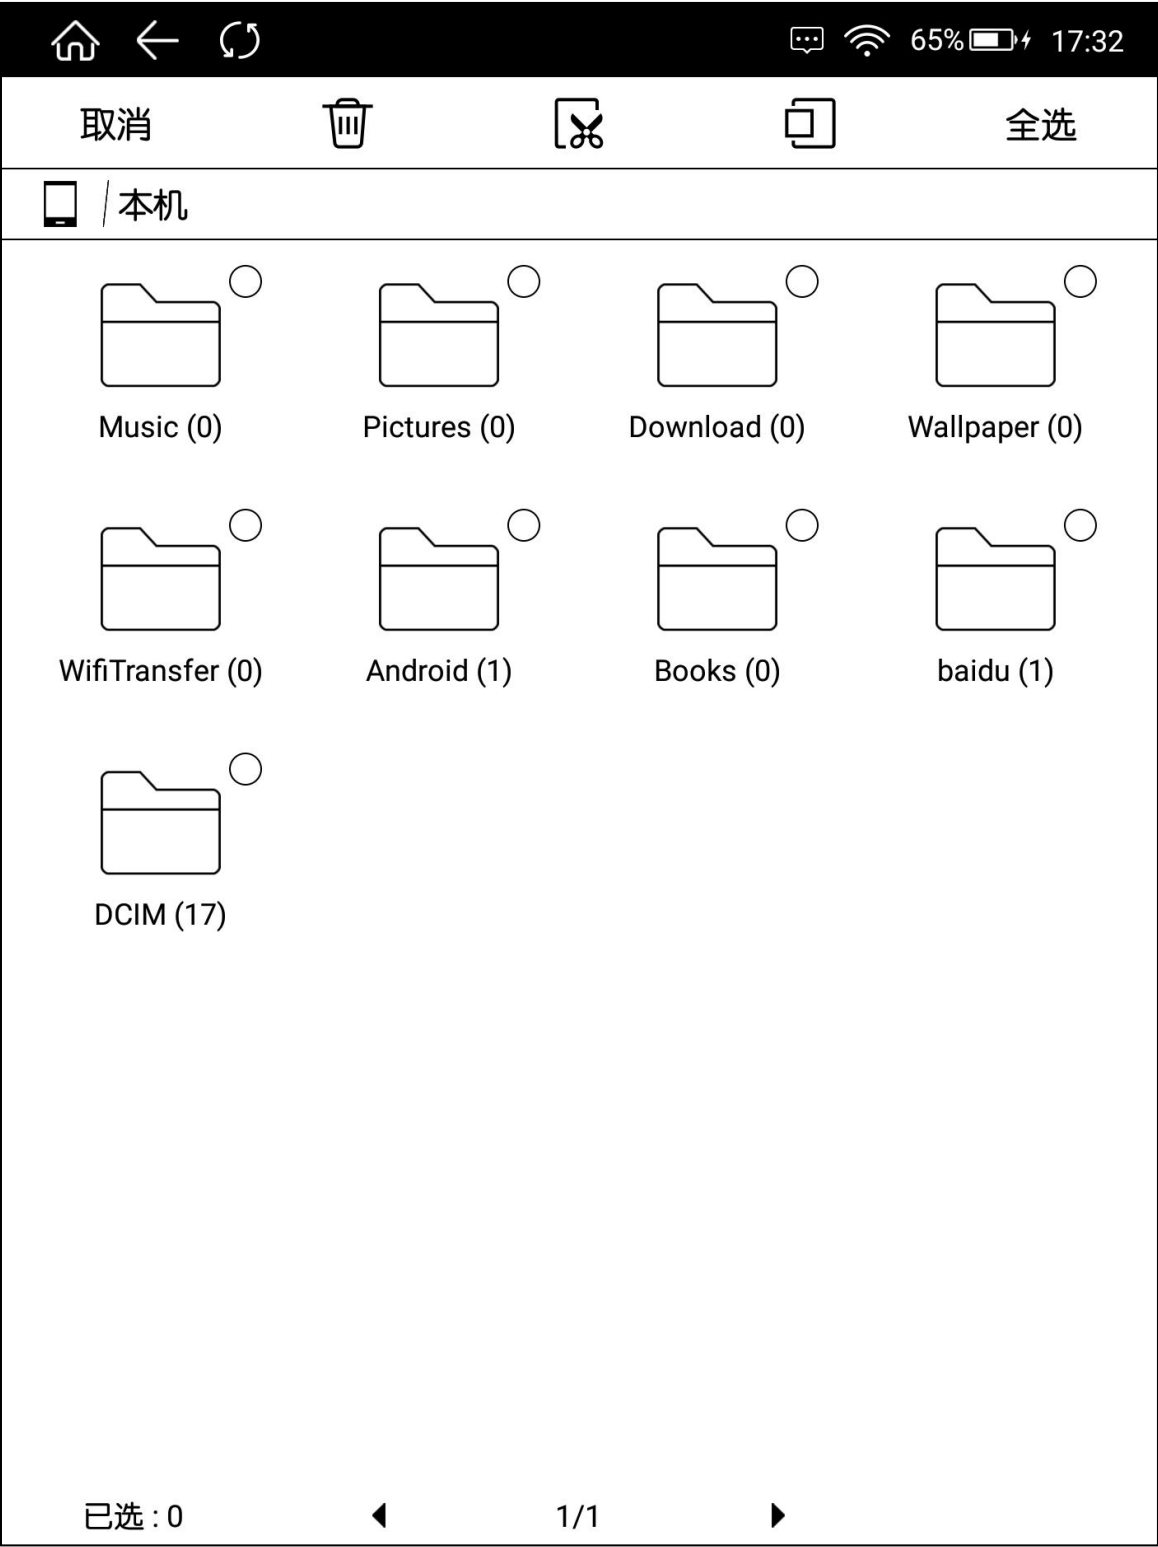 65% 17:32
取消 全选
本机
Music (0) Pictures (0) Download (0) Wallpaper (0)
WifiTransfer (0) Android (1) Books (0) baidu (1)
DCIM (17)
已选 : 0 1/1